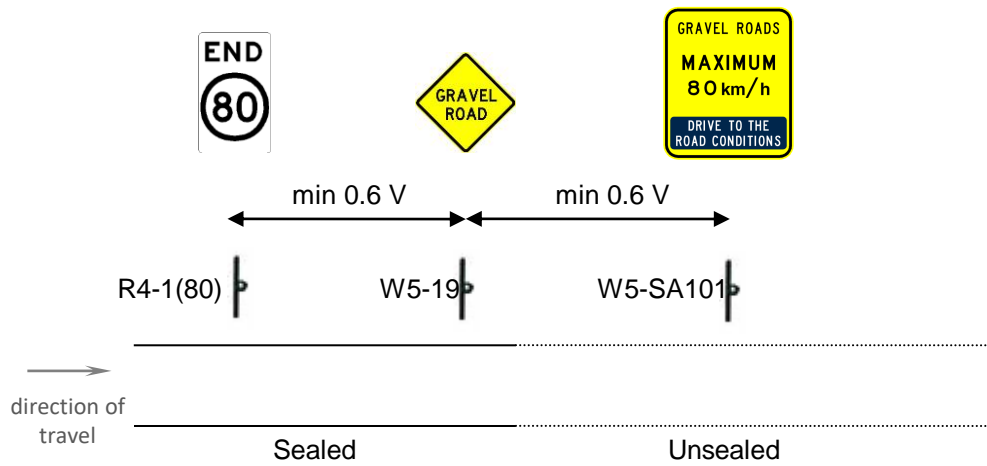 END
80
GRAVEL
ROAD
GRAVEL ROADS
MAXIMUM
80 km/h
DRIVE TO THE
ROAD CONDITIONS
min 0.6 V
min 0.6 V
R4-1(80)
W5-19
W5-SA101
direction of
travel
Sealed
Unsealed